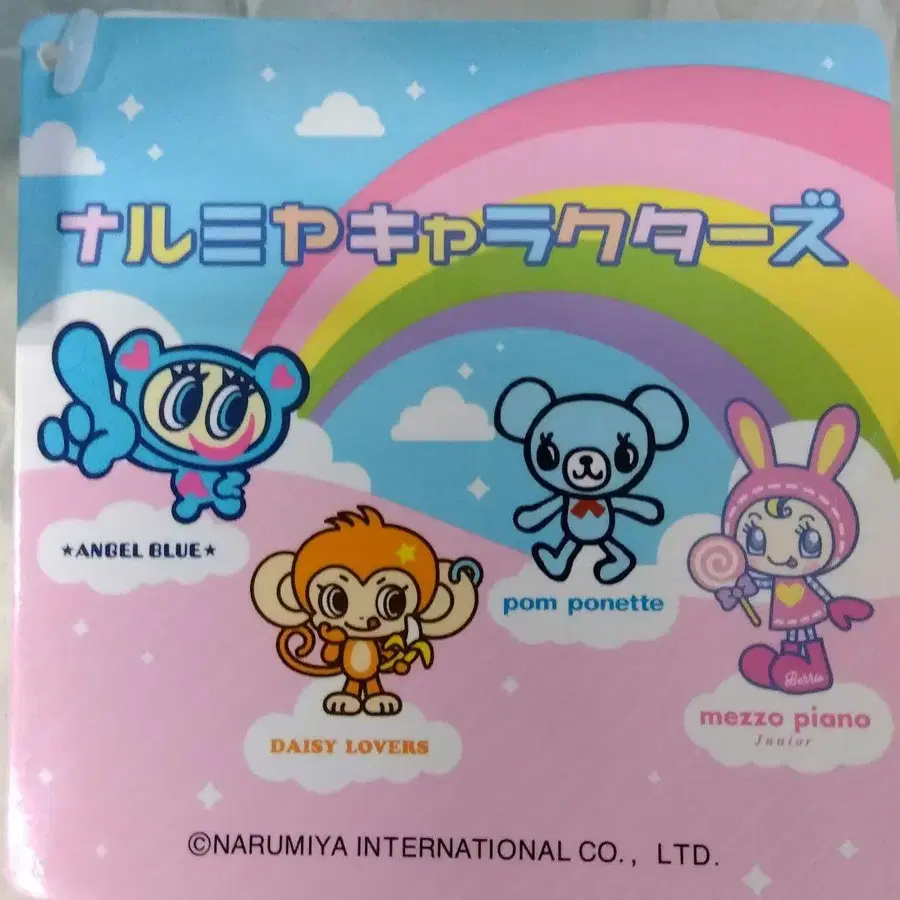 ナルミヤキャラクターズ
★ANGEL BLUE★
pom ponette
DAISY LOVERS
Berrie
mezzo piano
Junior
©NARUMIYA INTERNATIONAL CO., LTD.